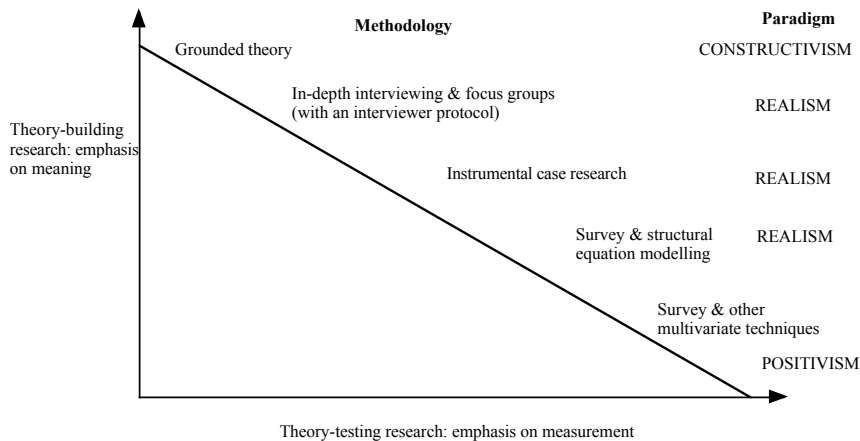 Methodology
Paradigm
Grounded theory
CONSTRUCTIVISM
In-depth interviewing & focus groups
(with an interviewer protocol)
REALISM
Theory-building
research: emphasis
on meaning
Instrumental case research
REALISM
Survey & structural
equation modelling
REALISM
Survey & other
multivariate techniques
POSITIVISM
Theory-testing research: emphasis on measurement